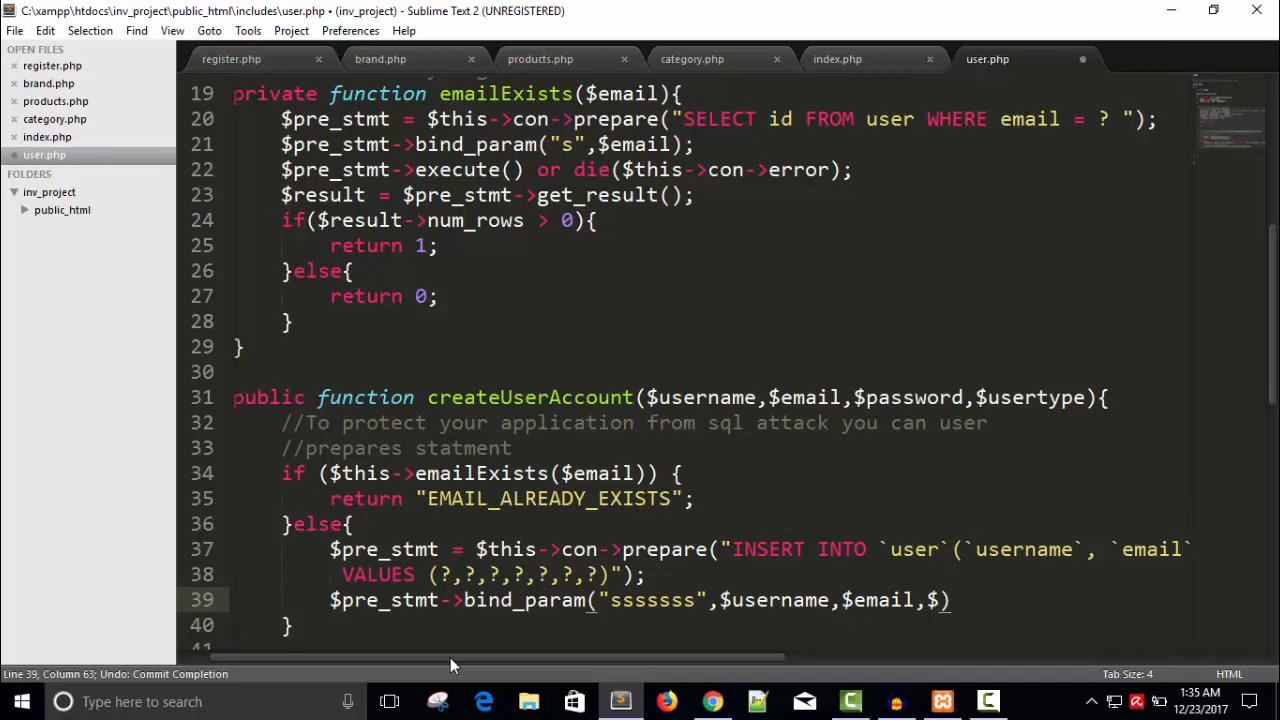 C:\xampp\htdocs\inv_project\public_html\includes\user.php • (inv_project) - Sublime Text 2 (UNREGISTERED)
File Edit Selection Find View Goto Tools Project Preferences Help
OPEN FILES
register.php
brand.php
products.php
category.php
index.php
user.php
FOLDERS
inv_project
public_html
register.php brand.php products.php category.php index.php user.php
19 private function emailExists($email){
20 $pre_stmt = $this->con->prepare("SELECT id FROM user WHERE email = ? ");
21 $pre_stmt->bind_param("s",$email);
22 $pre_stmt->execute() or die($this->con->error);
23 $result = $pre_stmt->get_result();
24 if($result->num_rows > 0){
25 return 1;
26 }else{
27 return 0;
28 }
29 }
30
31 public function createUserAccount($username,$email,$password,$usertype){
32 //To protect your application from sql attack you can user
33 //prepares statment
34 if ($this->emailExists($email)) {
35 return "EMAIL_ALREADY_EXISTS";
36 }else{
37 $pre_stmt = $this->con->prepare("INSERT INTO `user`(`username`, `email`
38 VALUES (?,?,?,?,?,?,?)");
39 $pre_stmt->bind_param("sssssss",$username,$email,$)
40 }
41
Line 39, Column 63; Undo: Commit Completion Tab Size: 4 HTML
Type here to search
1:35 AM
12/23/2017